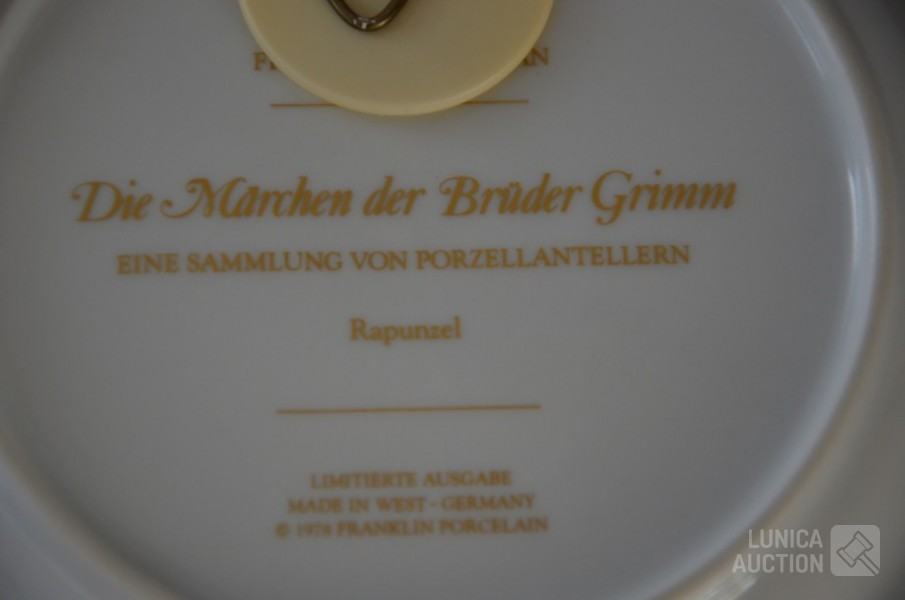 Die Märchen der Brüder Grimm
EINE SAMMLUNG VON PORZELLANTELLERN
Rapunzel
LIMITIERTE AUSGABE
MADE IN WEST - GERMANY
© 1978 FRANKLIN PORCELAIN
LUNICA
AUCTION